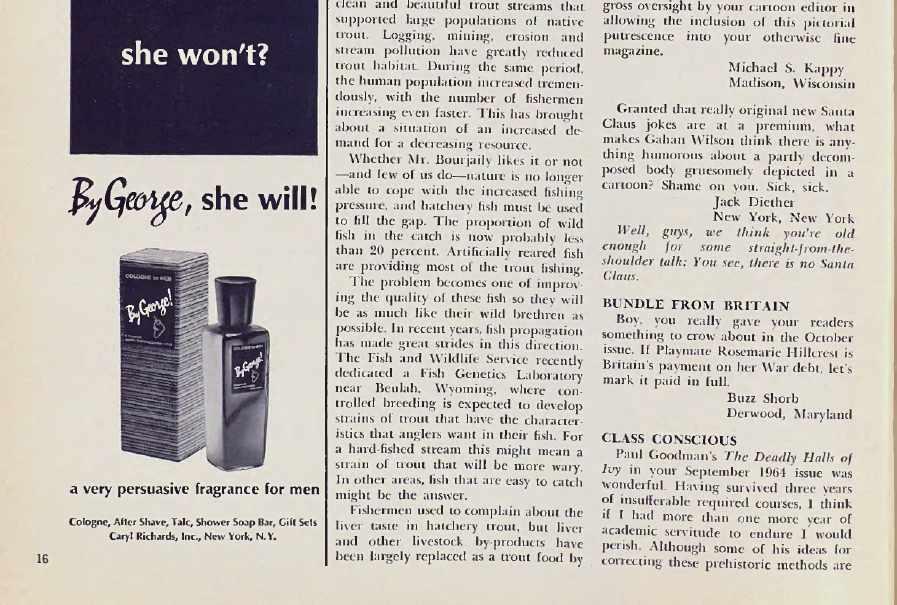 she won't?
By George, she will!
COLOGNE for MEN
By George!
COLOGNE for MEN
By George!
a very persuasive fragrance for men
Cologne, After Shave, Talc, Shower Soap Bar, Gift Sets
Caryl Richards, Inc., New York, N.Y.
16
clean and beautiful trout streams that
supported large populations of native
trout. Logging, mining, erosion and
stream pollution have greatly reduced
trout habitat. During the same period,
the human population increased tremen-
dously, with the number of fishermen
increasing even faster. This has brought
about a situation of an increased de-
mand for a decreasing resource.
Whether Mr. Bourjaily likes it or not
—and few of us do—nature is no longer
able to cope with the increased fishing
pressure, and hatchery fish must be used
to fill the gap. The proportion of wild
fish in the catch is now probably less
than 20 percent. Artificially reared fish
are providing most of the trout fishing.
The problem becomes one of improv-
ing the quality of these fish so they will
be as much like their wild brethren as
possible. In recent years, fish propagation
has made great strides in this direction.
The Fish and Wildlife Service recently
dedicated a Fish Genetics Laboratory
near Beulah, Wyoming, where con-
trolled breeding is expected to develop
strains of trout that have the character-
istics that anglers want in their fish. For
a hard-fished stream this might mean a
strain of trout that will be more wary.
In other areas, fish that are easy to catch
might be the answer.
Fishermen used to complain about the
liver taste in hatchery trout, but liver
and other livestock by-products have
been largely replaced as a trout food by
gross oversight by your cartoon editor in
allowing the inclusion of this pictorial
putrescence into your otherwise fine
magazine.
Michael S. Kappy
Madison, Wisconsin
Granted that really original new Santa
Claus jokes are at a premium, what
makes Gahan Wilson think there is any-
thing humorous about a partly decom-
posed body gruesomely depicted in a
cartoon? Shame on you. Sick, sick.
Jack Diether
New York, New York
Well, guys, we think you're old
enough for some straight-from-the-
shoulder talk: You see, there is no Santa
Claus.
BUNDLE FROM BRITAIN
Boy, you really gave your readers
something to crow about in the October
issue. If Playmate Rosemarie Hillcrest is
Britain's payment on her War debt, let's
mark it paid in full.
Buzz Shorb
Derwood, Maryland
CLASS CONSCIOUS
Paul Goodman's The Deadly Halls of
Ivy in your September 1964 issue was
wonderful. Having survived three years
of insufferable required courses, I think
if I had more than one more year of
academic servitude to endure I would
perish. Although some of his ideas for
correcting these prehistoric methods are